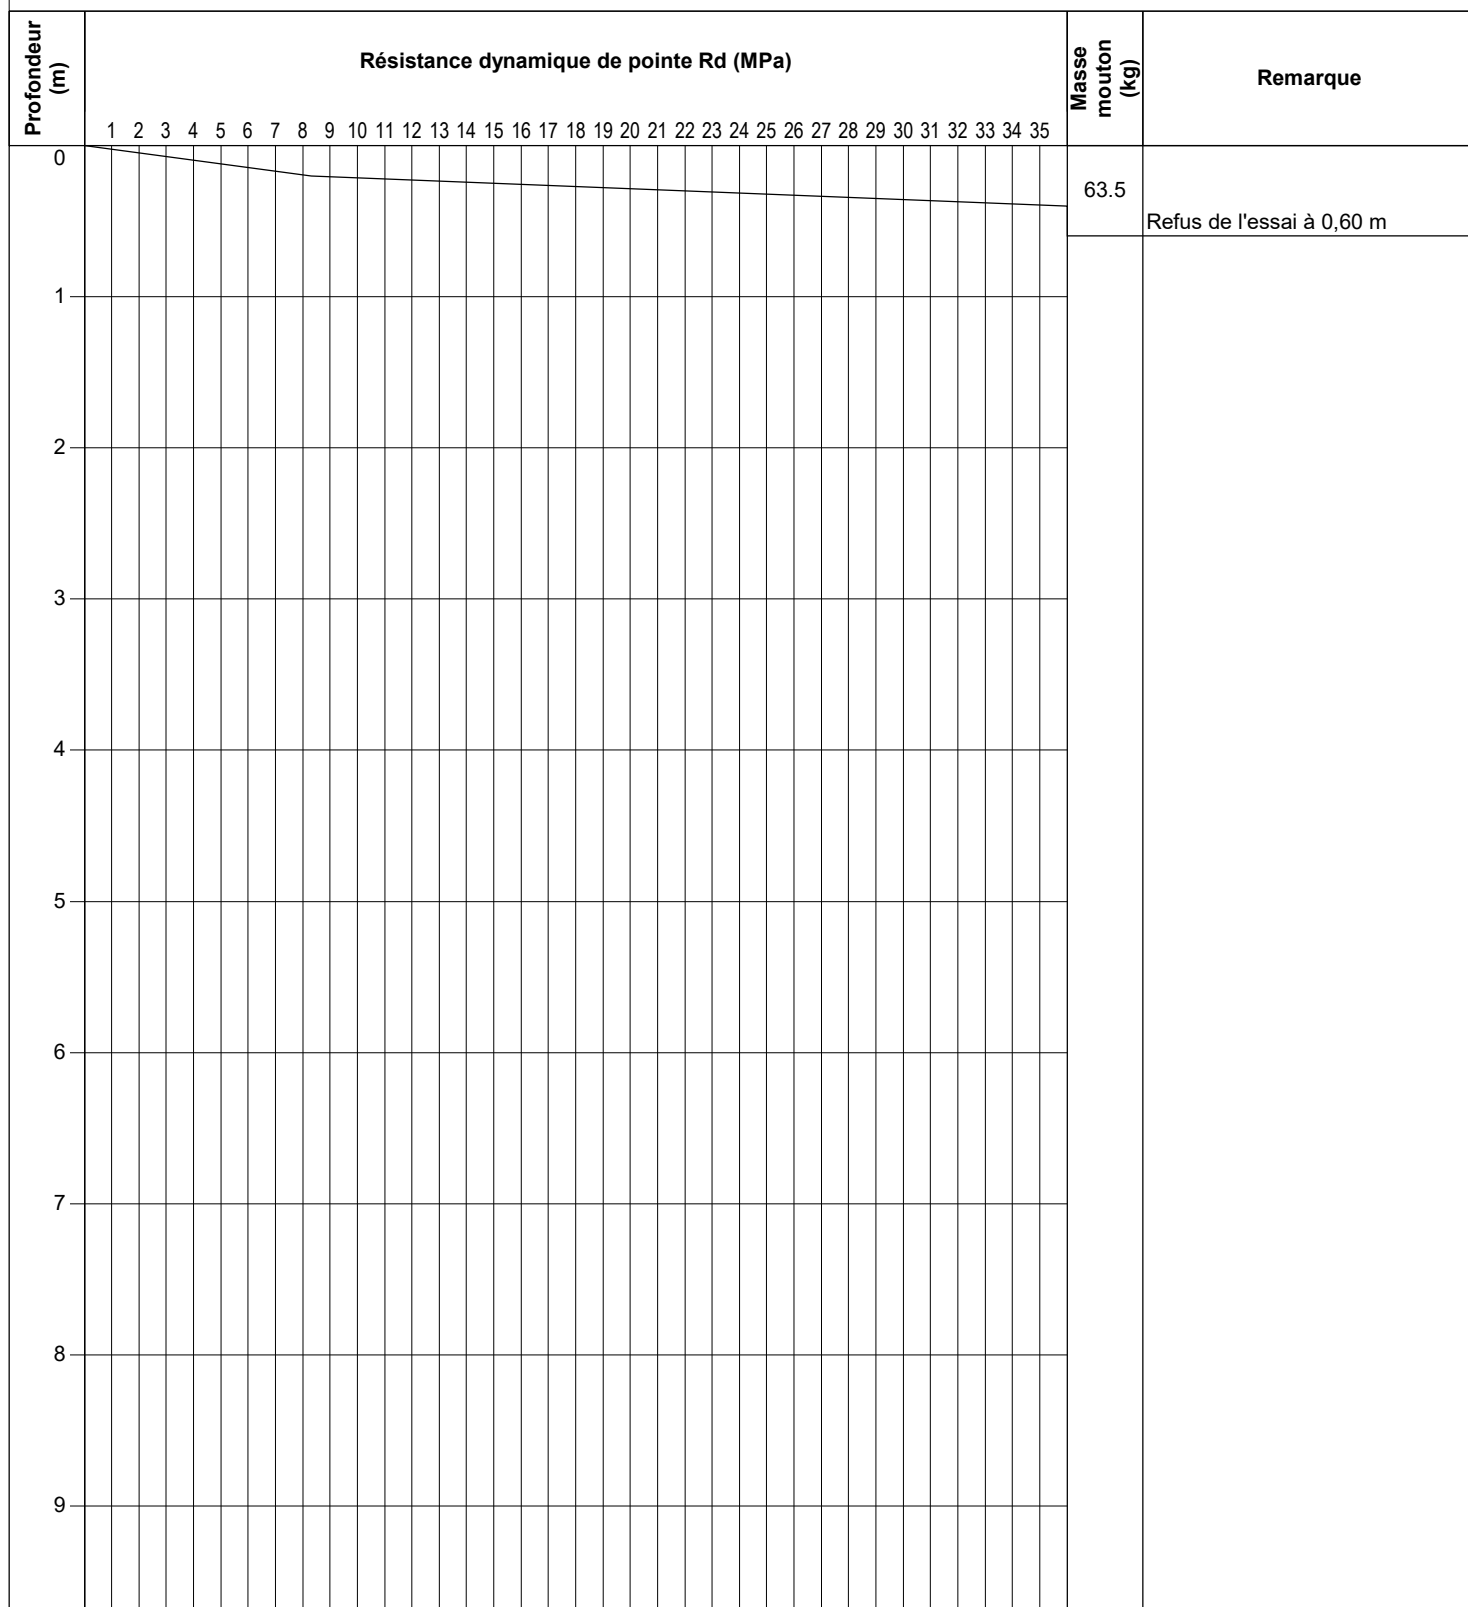 Profondeur
(m)
Résistance dynamique de pointe Rd (MPa)
Masse
mouton
(kg)
Remarque
1 2 3 4 5 6 7 8 9 10 11 12 13 14 15 16 17 18 19 20 21 22 23 24 25 26 27 28 29 30 31 32 33 34 35
0
63.5
Refus de l'essai à 0,60 m
1
2
3
4
5
6
7
8
9